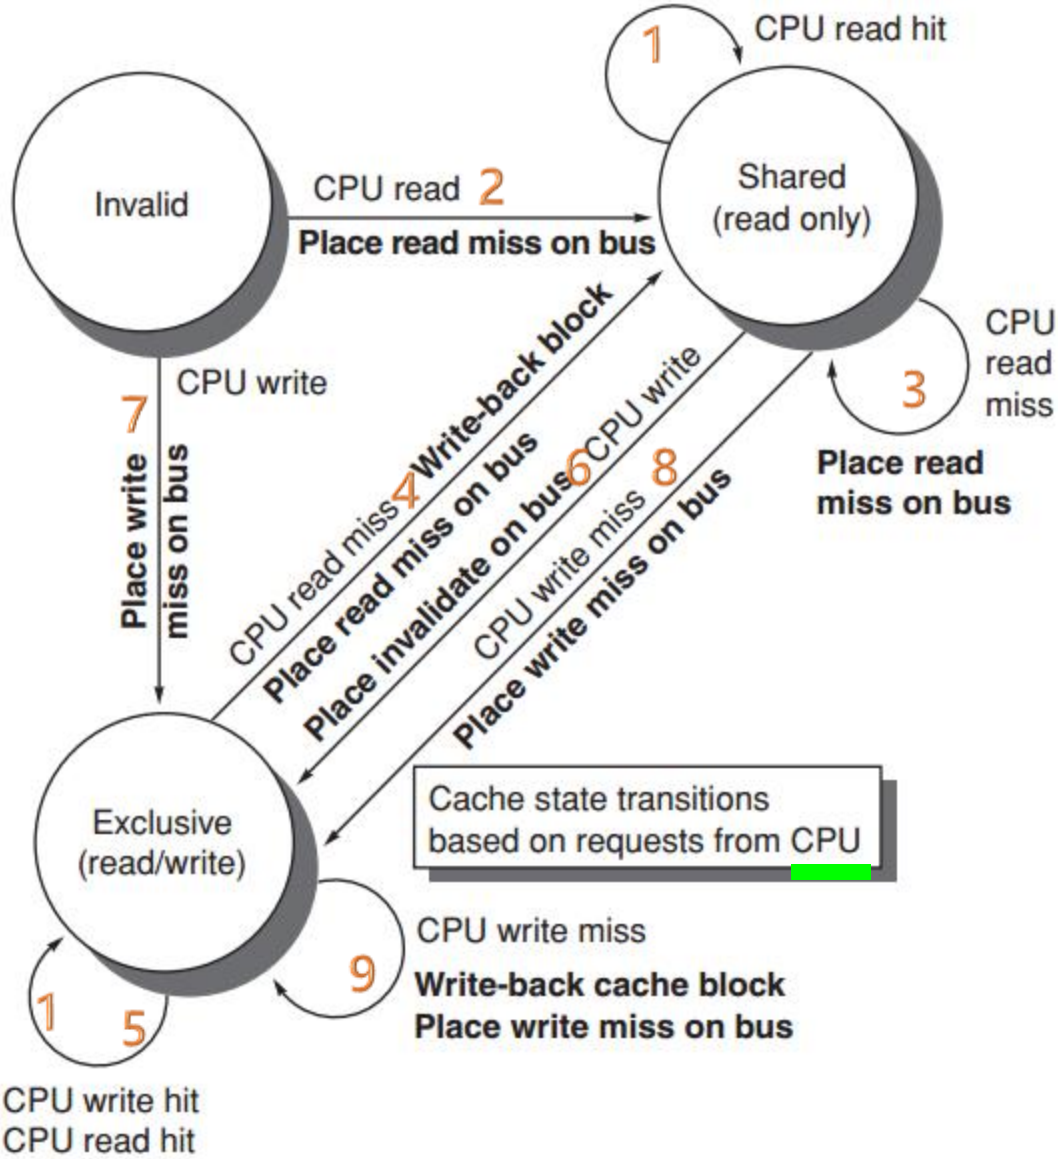 1
CPU read hit
Invalid
CPU read 2
Place read miss on bus
Shared
(read only)
CPU
read
miss
3
Place read
miss on bus
CPU write
7
Place write
miss on bus
CPU read miss 4 Write-back block
Place read miss on bus
Place invalidate on bus 6 CPU write
CPU write miss 8
Place write miss on bus
Exclusive
(read/write)
Cache state transitions
based on requests from CPU
1 5
CPU write hit
CPU read hit
9
CPU write miss
Write-back cache block
Place write miss on bus